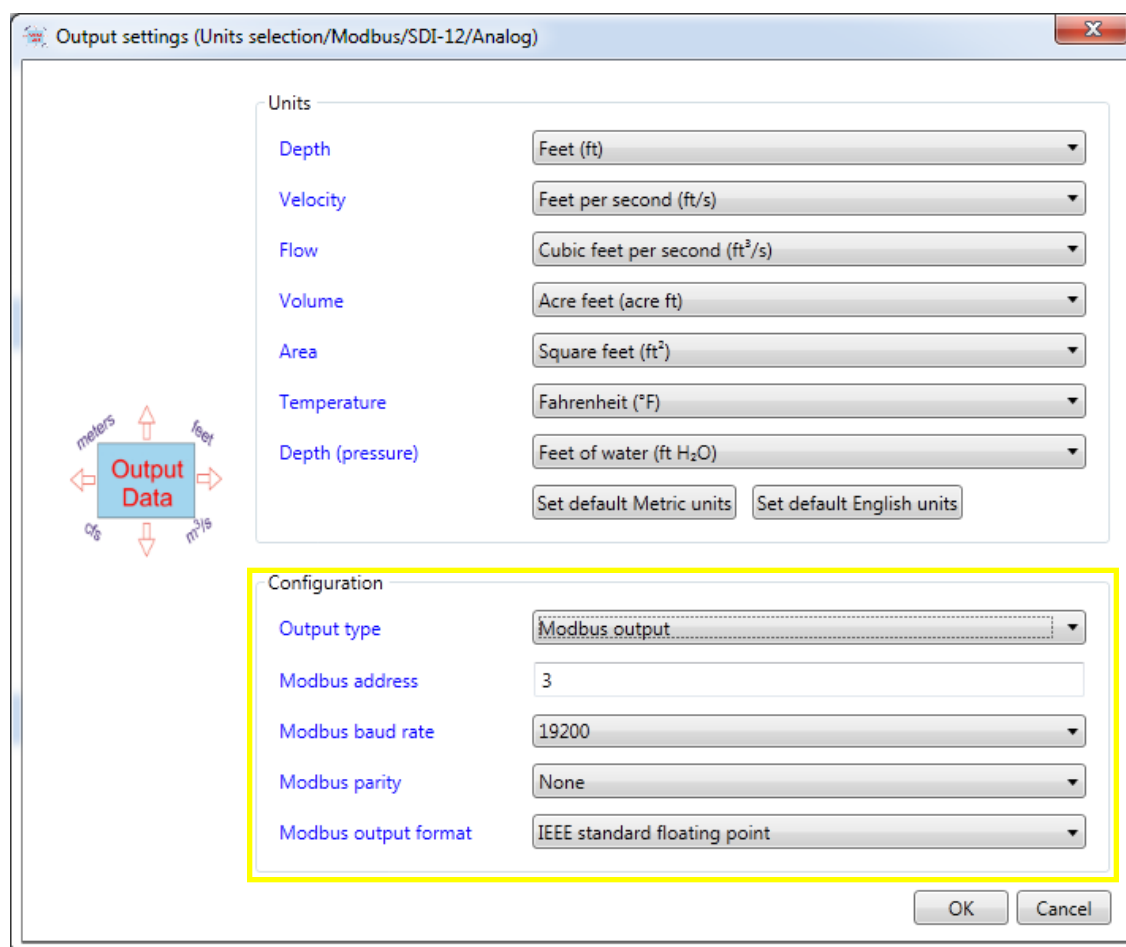 Output settings (Units selection/Modbus/SDI-12/Analog)
Units
Depth Feet (ft)
Velocity Feet per second (ft/s)
Flow Cubic feet per second (ft³/s)
Volume Acre feet (acre ft)
Area Square feet (ft²)
Temperature Fahrenheit (°F)
Depth (pressure) Feet of water (ft H₂O)
Set default Metric units Set default English units
meters feet
Output
Data
cfs m³/s
Configuration
Output type Modbus output
Modbus address 3
Modbus baud rate 19200
Modbus parity None
Modbus output format IEEE standard floating point
OK Cancel